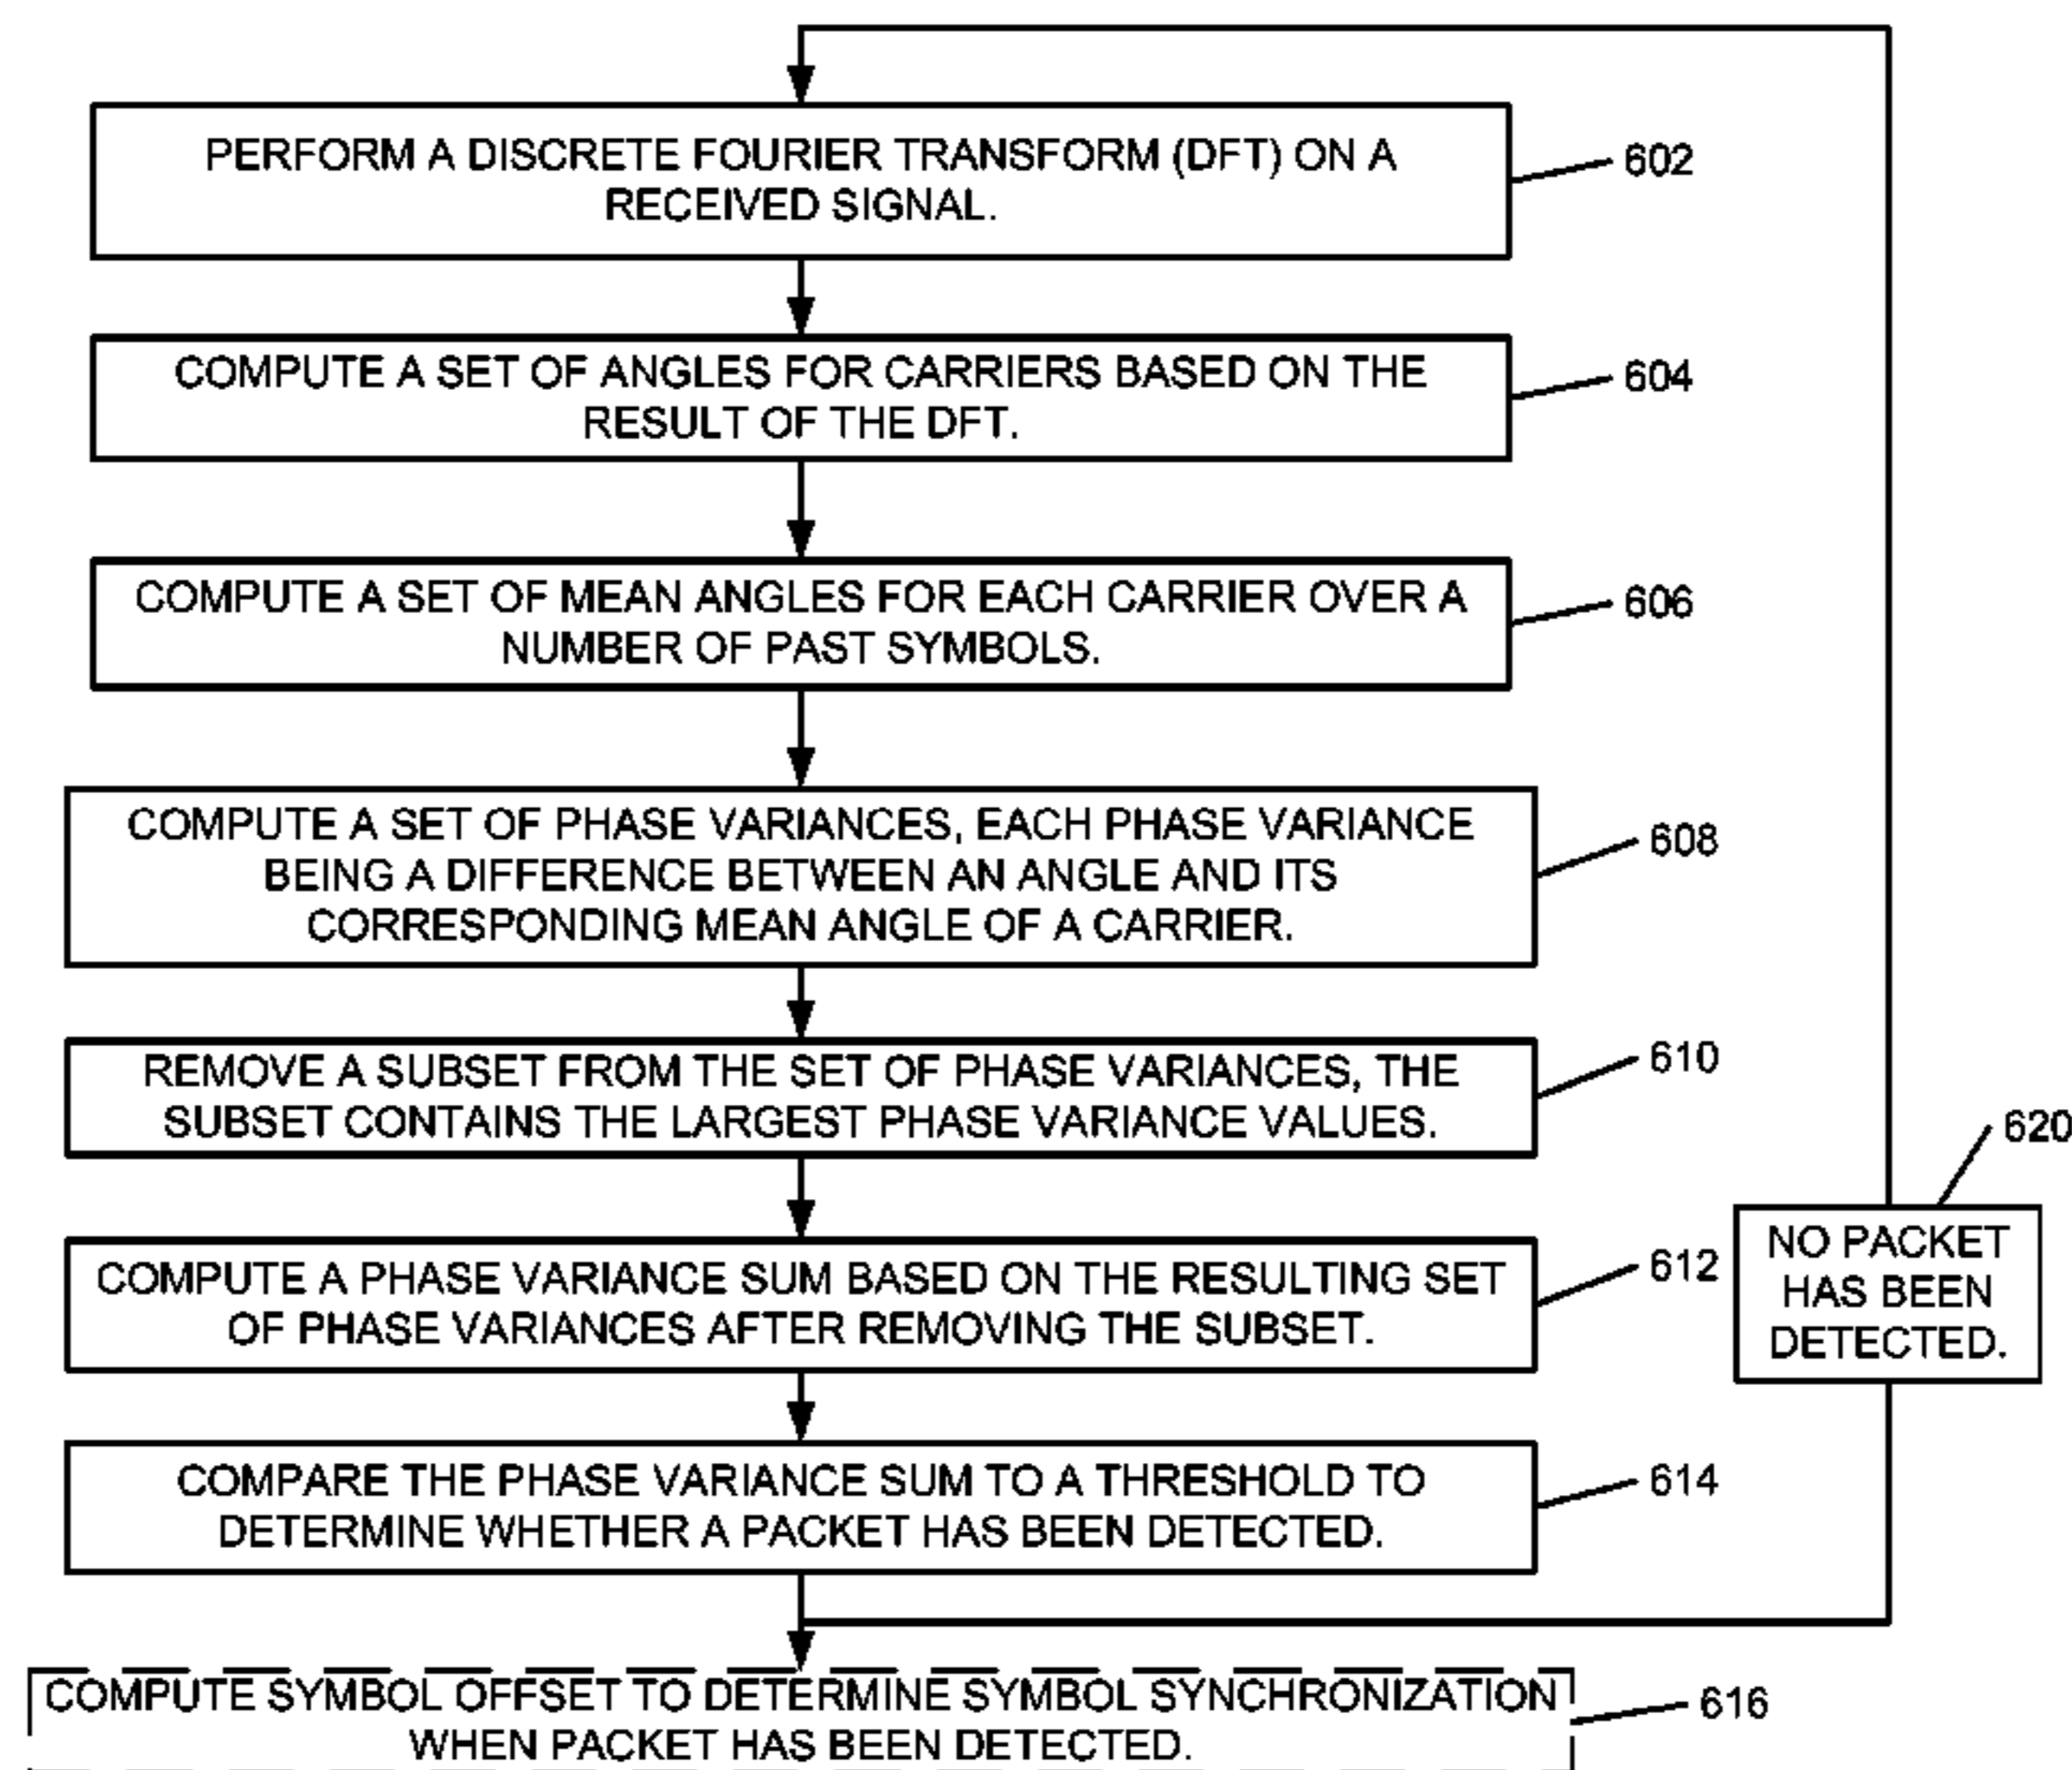 PERFORM A DISCRETE FOURIER TRANSFORM (DFT) ON A
RECEIVED SIGNAL.
602
COMPUTE A SET OF ANGLES FOR CARRIERS BASED ON THE
RESULT OF THE DFT.
604
COMPUTE A SET OF MEAN ANGLES FOR EACH CARRIER OVER A
NUMBER OF PAST SYMBOLS.
606
COMPUTE A SET OF PHASE VARIANCES, EACH PHASE VARIANCE
BEING A DIFFERENCE BETWEEN AN ANGLE AND ITS
CORRESPONDING MEAN ANGLE OF A CARRIER.
608
REMOVE A SUBSET FROM THE SET OF PHASE VARIANCES, THE
SUBSET CONTAINS THE LARGEST PHASE VARIANCE VALUES.
610
COMPUTE A PHASE VARIANCE SUM BASED ON THE RESULTING SET
OF PHASE VARIANCES AFTER REMOVING THE SUBSET.
612
620
NO PACKET
HAS BEEN
DETECTED.
COMPARE THE PHASE VARIANCE SUM TO A THRESHOLD TO
DETERMINE WHETHER A PACKET HAS BEEN DETECTED.
614
COMPUTE SYMBOL OFFSET TO DETERMINE SYMBOL SYNCHRONIZATION
WHEN PACKET HAS BEEN DETECTED.
616